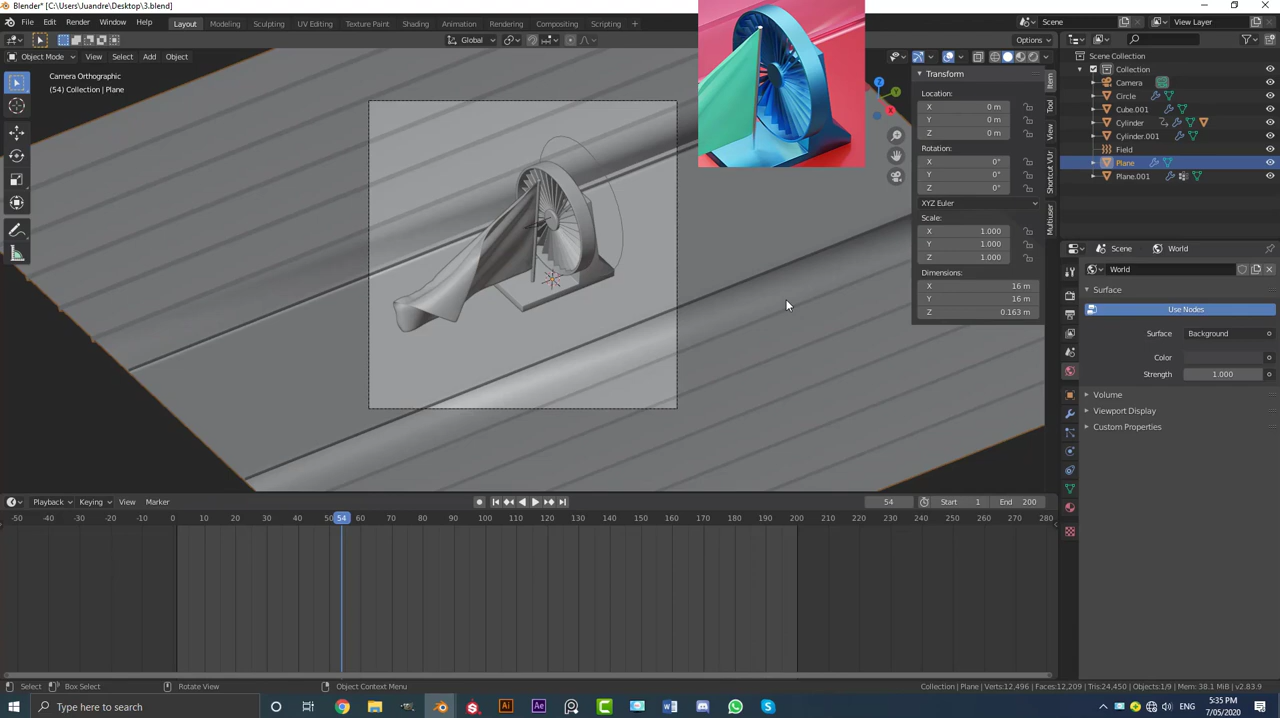 Blender* [C:\Users\Juandre\Desktop\3.blend]
File Edit Render Window Help Layout Modeling Sculpting UV Editing Texture Paint Shading Animation Rendering Compositing Scripting + Scene View Layer
Global Options
Object Mode View Select Add Object
Camera Orthographic
(54) Collection | Plane
Z
Y
X
Transform
Location:
X 0 m
Y 0 m
Z 0 m
Rotation:
X 0°
Y 0°
Z 0°
XYZ Euler
Scale:
X 1.000
Y 1.000
Z 1.000
Dimensions:
X 16 m
Y 16 m
Z 0.163 m
Item
Tool
View
Shortcut VUr
Multiuser
Scene Collection
Collection
Camera
Circle
Cube.001
Cylinder
Cylinder.001
Field
Plane
Plane.001
Scene World
World
Surface
Use Nodes
Surface Background
Color
Strength 1.000
Volume
Viewport Display
Custom Properties
Playback Keying View Marker 54 Start 1 End 200
-50 -40 -30 -20 -10 0 10 20 30 40 50 54 60 70 80 90 100 110 120 130 140 150 160 170 180 190 200 210 220 230 240 250 260 270 280
Select Box Select Rotate View Object Context Menu Collection | Plane | Verts:12,496 | Faces:12,209 | Tris:24,450 | Objects:1/9 | Mem: 38.1 MiB | v2.83.9
Type here to search
Ai Ae W S
5:35 PM
7/05/2020